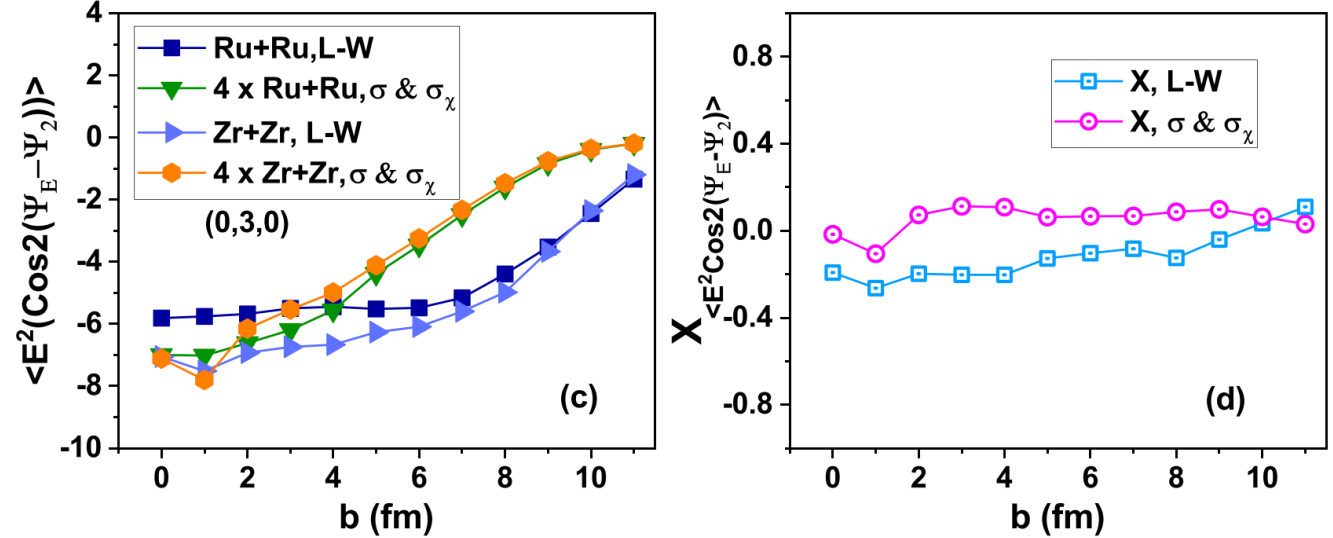 <E²(Cos2(Ψ_E−Ψ_2))>
4
2
0
-2
-4
-6
-8
-10
Ru+Ru,L-W
4 x Ru+Ru,σ & σ_χ
Zr+Zr, L-W
4 x Zr+Zr,σ & σ_χ
(0,3,0)
(c)
0 2 4 6 8 10
b (fm)
X_<E²Cos2(Ψ_E-Ψ_2)>
0.8
0.4
0.0
-0.4
-0.8
X, L-W
X, σ & σ_χ
(d)
0 2 4 6 8 10
b (fm)